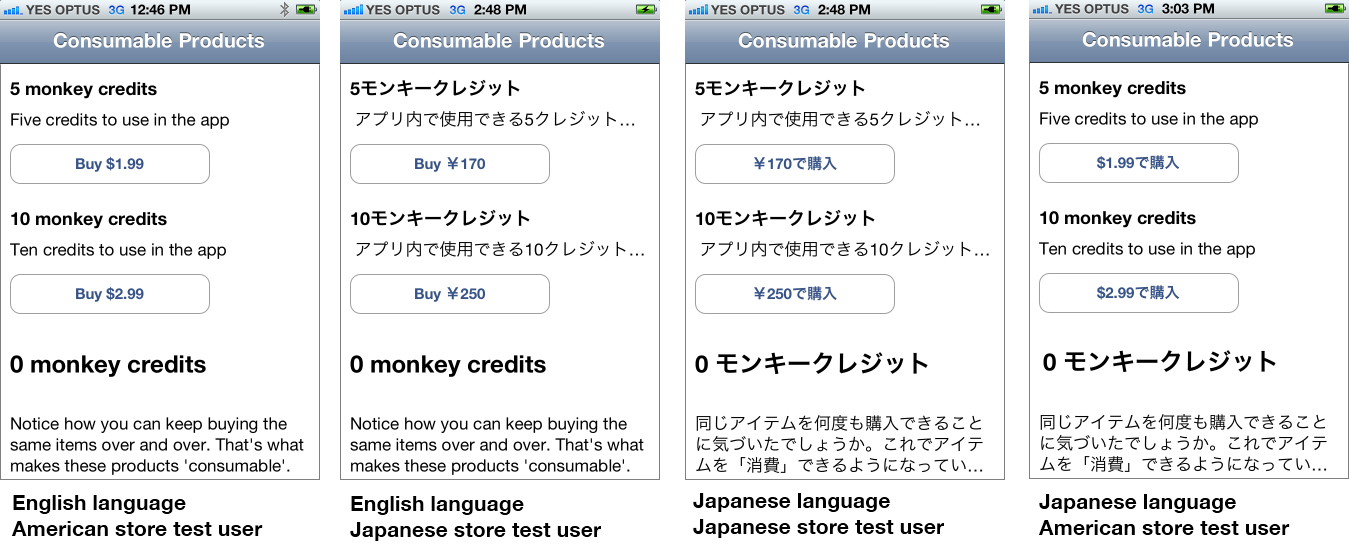 YES OPTUS 3G 12:46 PM
Consumable Products
5 monkey credits
Five credits to use in the app
Buy $1.99
10 monkey credits
Ten credits to use in the app
Buy $2.99
0 monkey credits
Notice how you can keep buying the
same items over and over. That's what
makes these products 'consumable'.
English language
American store test user
YES OPTUS 3G 2:48 PM
Consumable Products
5モンキークレジット
アプリ内で使用できる5クレジット…
Buy ￥170
10モンキークレジット
アプリ内で使用できる10クレジット…
Buy ￥250
0 monkey credits
Notice how you can keep buying the
same items over and over. That's what
makes these products 'consumable'.
English language
Japanese store test user
YES OPTUS 3G 2:48 PM
Consumable Products
5モンキークレジット
アプリ内で使用できる5クレジット…
￥170で購入
10モンキークレジット
アプリ内で使用できる10クレジット…
￥250で購入
0 モンキークレジット
同じアイテムを何度も購入できること
に気づいたでしょうか。これでアイテ
ムを「消費」できるようになってい…
Japanese language
Japanese store test user
YES OPTUS 3G 3:03 PM
Consumable Products
5 monkey credits
Five credits to use in the app
$1.99で購入
10 monkey credits
Ten credits to use in the app
$2.99で購入
0 モンキークレジット
同じアイテムを何度も購入できること
に気づいたでしょうか。これでアイテ
ムを「消費」できるようになってい…
Japanese language
American store test user